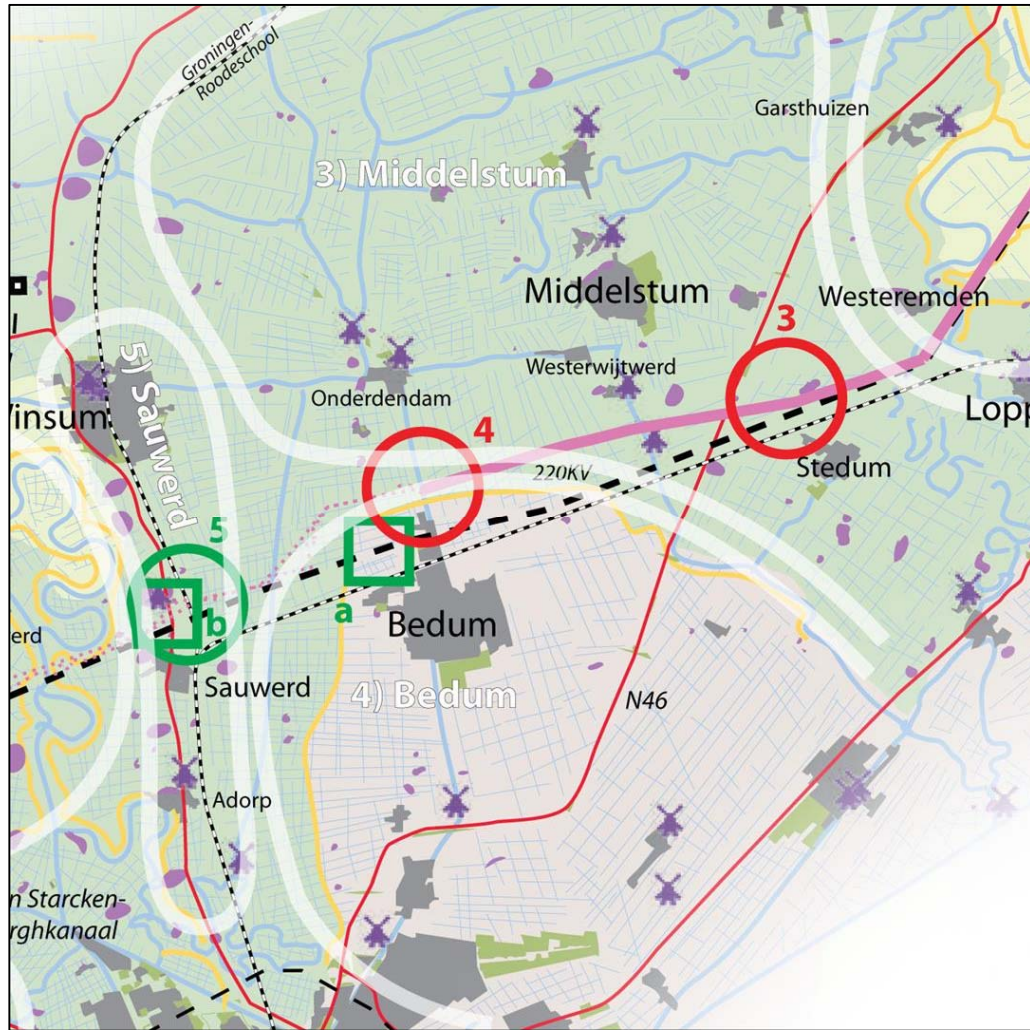 Groningen-
Roodeschool
Garsthuizen
3) Middelstum
Middelstum
Westeremden
3
5) Sauwerd
Westerwijtwerd
Onderdendam
Winsum
Lopp
4
Stedum
220KV
5
a
b
Bedum
erd
Sauwerd
4) Bedum
N46
Adorp
n Starcken-
rghkanaal